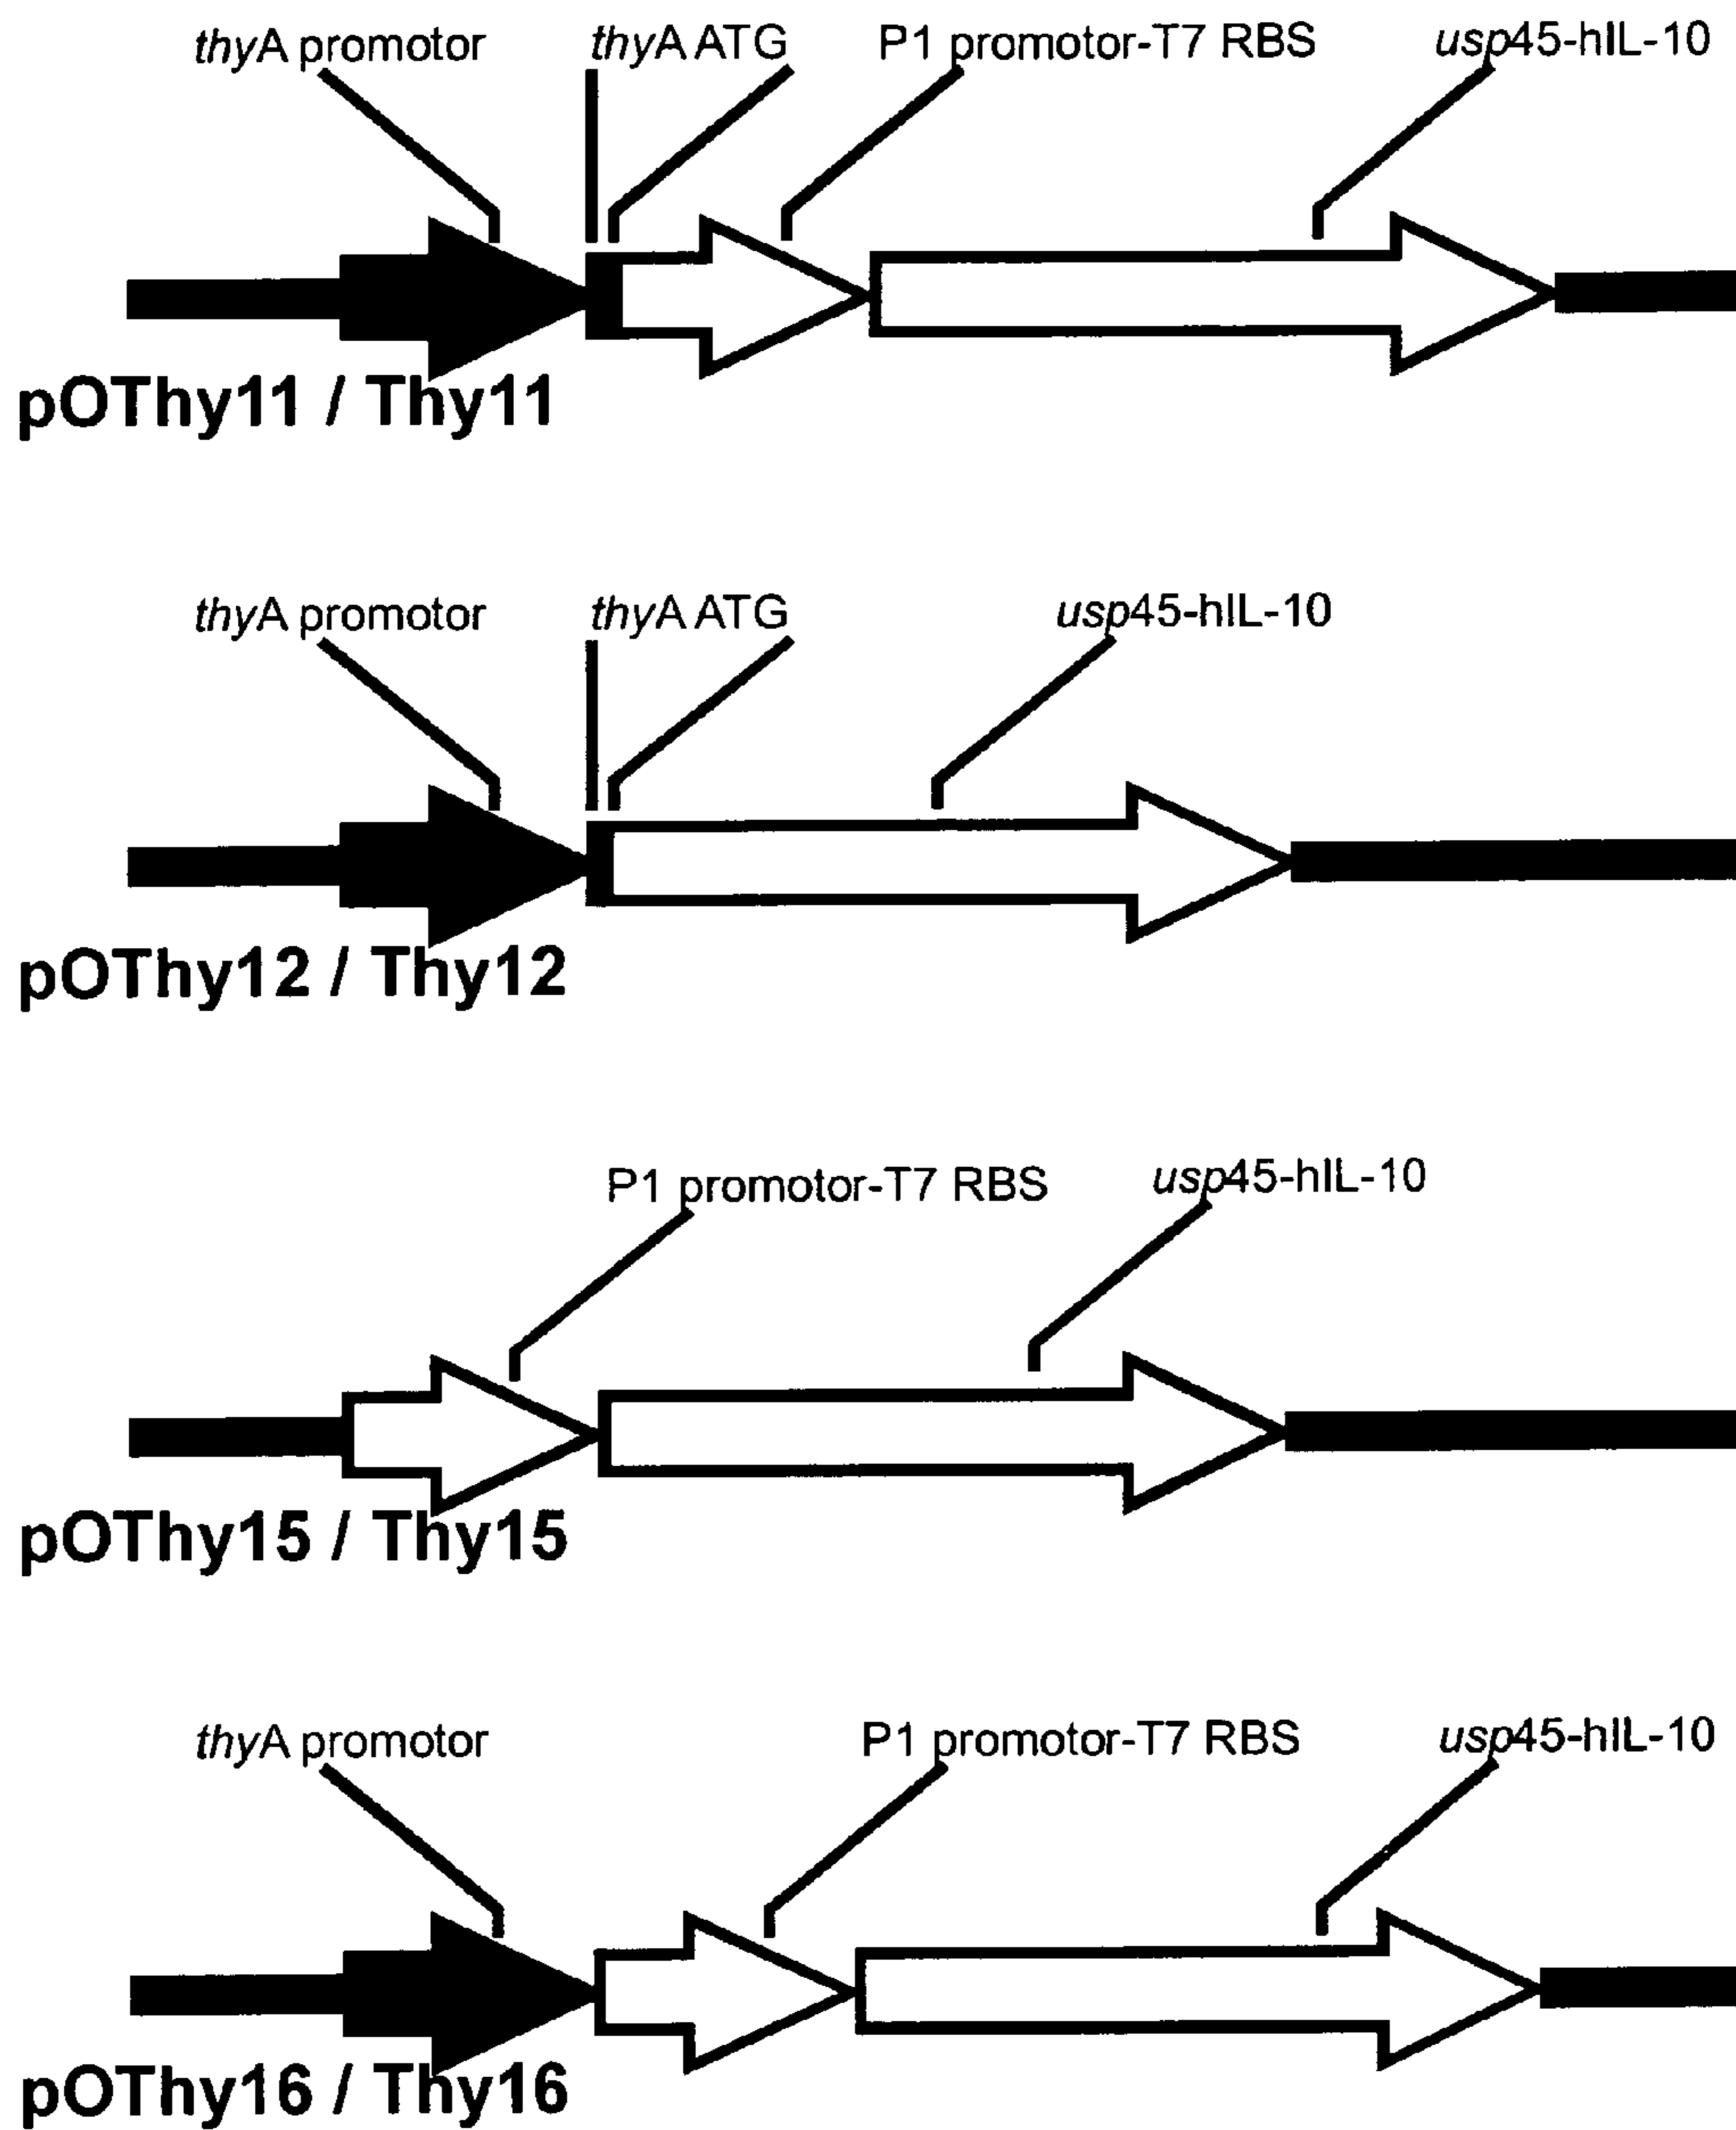 thyA promotor thyA ATG P1 promotor-T7 RBS usp45-hIL-10
pOThy11 / Thy11
thyA promotor thyA ATG usp45-hIL-10
pOThy12 / Thy12
P1 promotor-T7 RBS usp45-hIL-10
pOThy15 / Thy15
thyA promotor P1 promotor-T7 RBS usp45-hIL-10
pOThy16 / Thy16